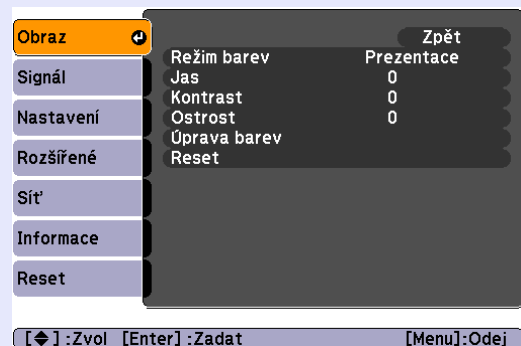 Obraz
Signál
Nastavení
Rozšířené
Síť
Informace
Reset
Zpět
Režim barev Prezentace
Jas 0
Kontrast 0
Ostrost 0
Úprava barev
Reset
[◆] :Zvol [Enter] :Zadat [Menu]:Odej